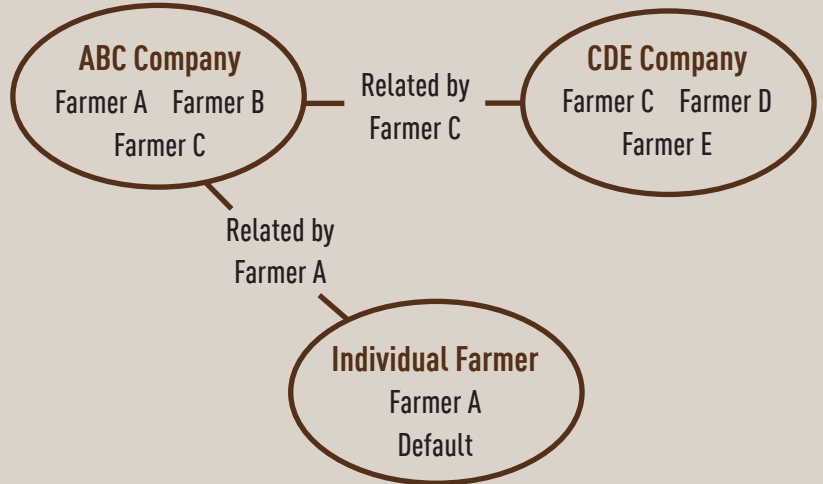 ABC Company
Farmer A Farmer B
Farmer C
Related by
Farmer C
CDE Company
Farmer C Farmer D
Farmer E
Related by
Farmer A
Individual Farmer
Farmer A
Default